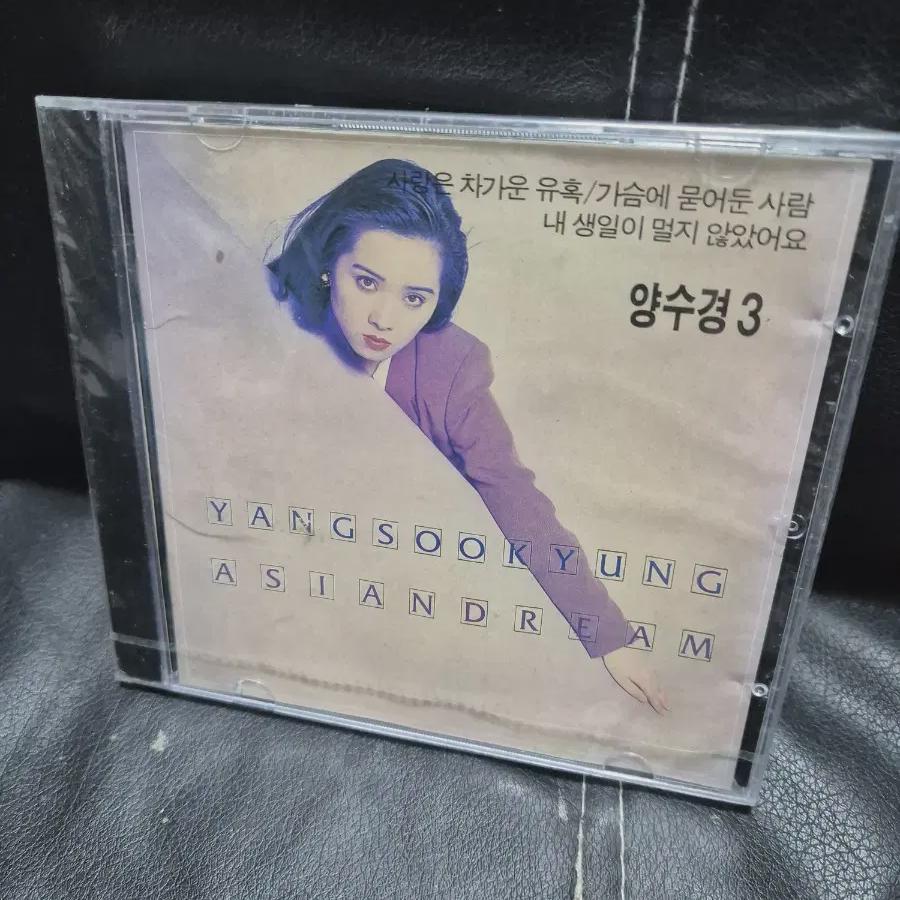 사랑은 차가운 유혹/가슴에 묻어둔 사람
내 생일이 멀지 않았어요
양수경 3
YANGSOOKYUNG
ASIANDREAM